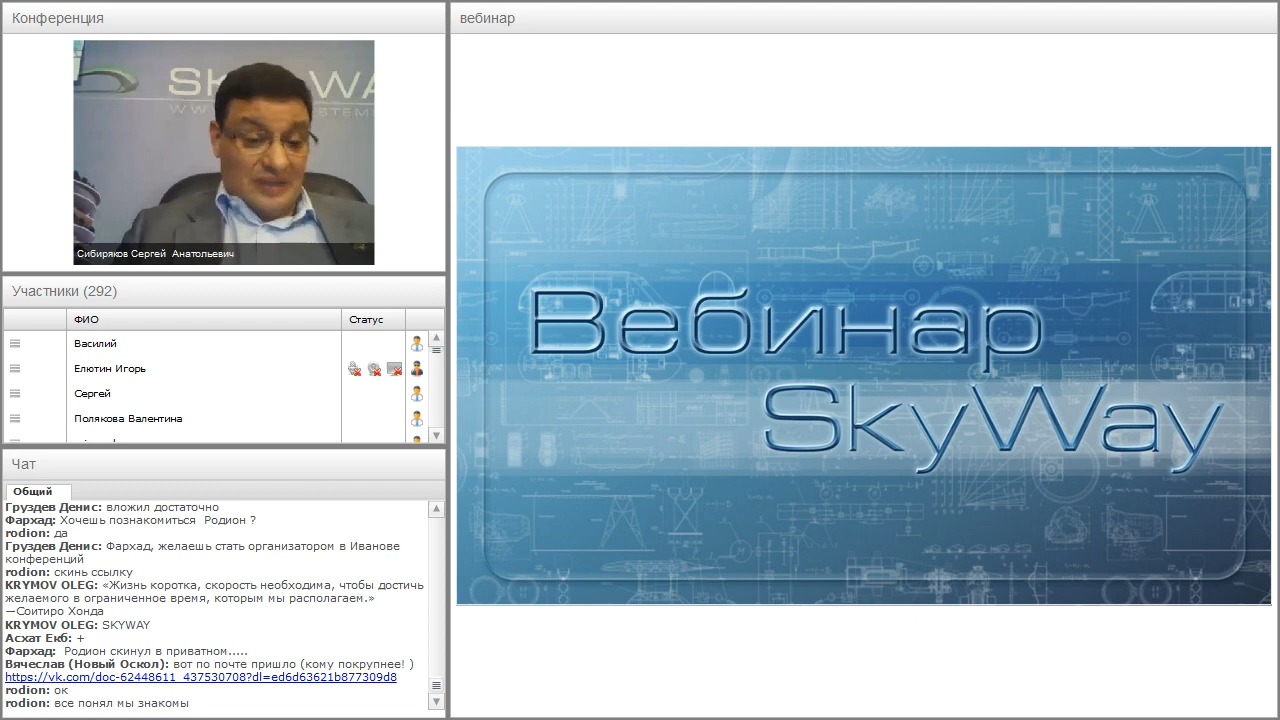 Конференция
SK WA
Сибиряков Сергей Анатольевич
Участники (292)
ФИО Статус
Василий
Елютин Игорь
Сергей
Полякова Валентина
Чат
Общий
Груздев Денис: вложил достаточно
Фархад: Хочешь познакомиться Родион ?
rodion: да
Груздев Денис: Фархад, желаешь стать организатором в Иванове
конференций
rodion: скинь ссылку
KRYMOV OLEG: «Жизнь коротка, скорость необходима, чтобы достичь
желаемого в ограниченное время, которым мы располагаем.»
—Соитиро Хонда
KRYMOV OLEG: SKYWAY
Асхат Екб: +
Фархад: Родион скинул в приватном.....
Вячеслав (Новый Оскол): вот по почте пришло (кому покрупнее! )
https://vk.com/doc-62448611_437530708?dl=ed6d63621b877309d8
rodion: ок
rodion: все понял мы знакомы
вебинар
Вебинар
SkyWay